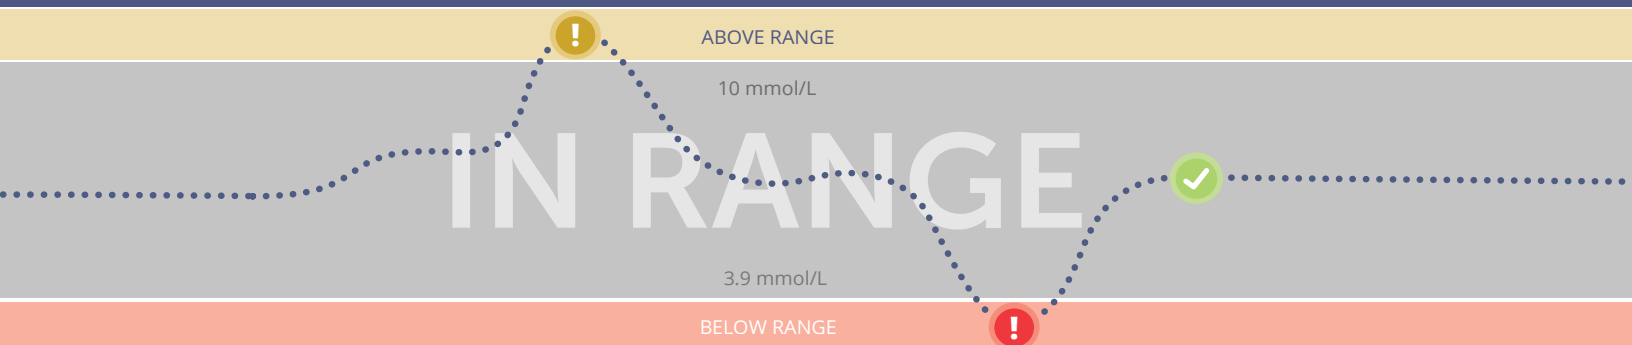 ABOVE RANGE
10 mmol/L
IN RANGE
3.9 mmol/L
BELOW RANGE